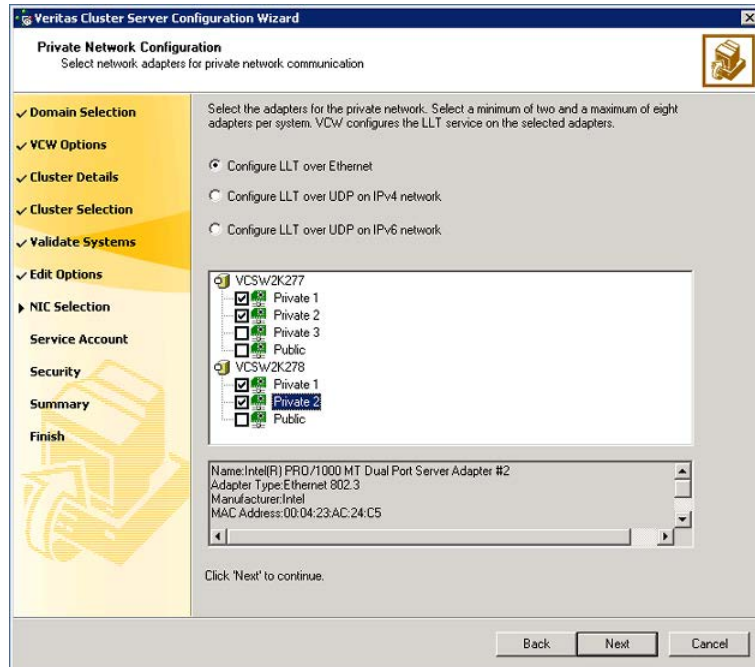 Veritas Cluster Server Configuration Wizard
Private Network Configuration
Select network adapters for private network communication
Domain Selection
VCW Options
Cluster Details
Cluster Selection
Validate Systems
Edit Options
NIC Selection
Service Account
Security
Summary
Finish
Select the adapters for the private network. Select a minimum of two and a maximum of eight
adapters per system. VCW configures the LLT service on the selected adapters.
Configure LLT over Ethernet
Configure LLT over UDP on IPv4 network
Configure LLT over UDP on IPv6 network
VCSW2K277
Private 1
Private 2
Private 3
Public
VCSW2K278
Private 1
Private 2
Public
Name:Intel(R) PRO/1000 MT Dual Port Server Adapter #2
Adapter Type:Ethernet 802.3
Manufacturer:Intel
MAC Address:00:04:23:AC:24:C5
Click 'Next' to continue.
Back
Next
Cancel